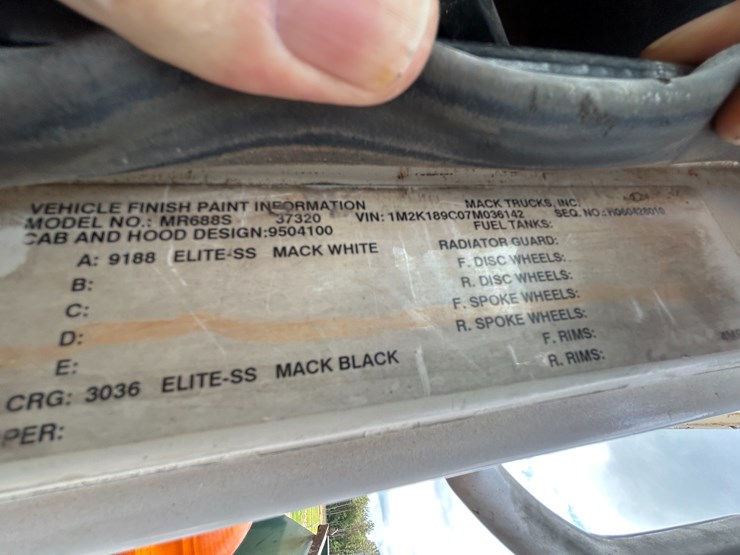 VEHICLE FINISH PAINT INFORMATION MACK TRUCKS, INC.
MODEL NO.: MR688S 37320 VIN: 1M2K189C07M036142 SEQ. NO.:
CAB AND HOOD DESIGN:9504100 FUEL TANKS:
A: 9188 ELITE-SS MACK WHITE RADIATOR GUARD:
B: F. DISC WHEELS:
C: R. DISC WHEELS:
D: F. SPOKE WHEELS:
E: R. SPOKE WHEELS:
CRG: 3036 ELITE-SS MACK BLACK F. RIMS:
PER: R. RIMS: